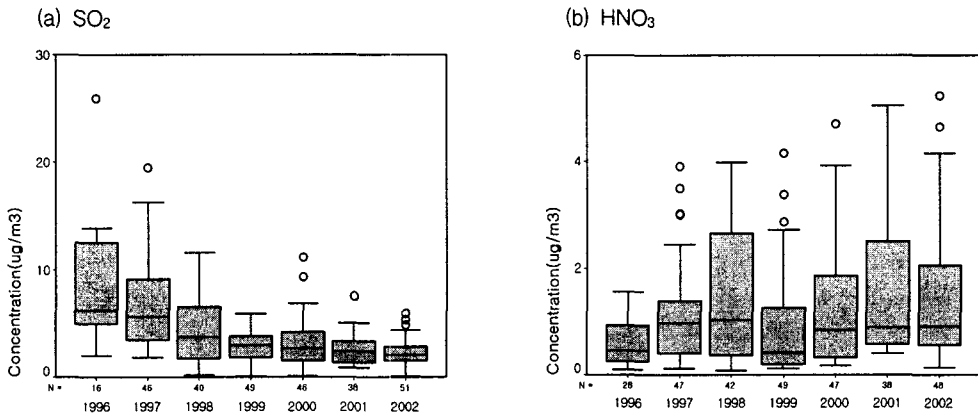 (a) SO2
Concentration(ug/m3)
30
20
10
0
N = 16 46 40 49 46 38 51
1996 1997 1998 1999 2000 2001 2002
(b) HNO3
Concentration(ug/m3)
6
4
2
0
N = 28 47 42 49 47 38 48
1996 1997 1998 1999 2000 2001 2002